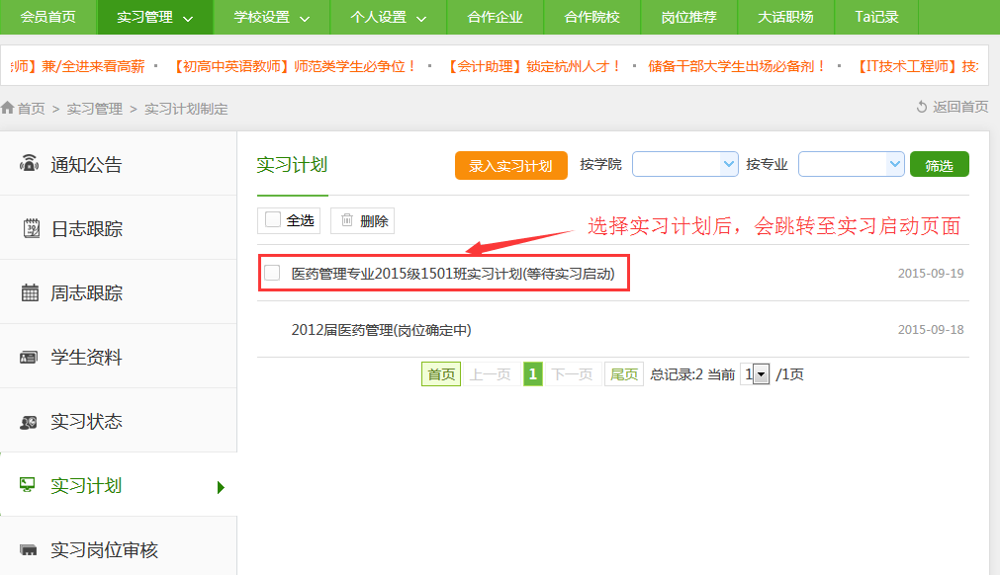 会员首页 实习管理 学校设置 个人设置 合作企业 合作院校 岗位推荐 大话职场 Ta记录
师】兼/全进来看高薪 · 【初高中英语教师】师范类学生必争位！ · 【会计助理】锁定杭州人才！ · 储备干部大学生出场必备剂！ · 【IT技术工程师】技
首页 > 实习管理 > 实习计划制定 返回首页
通知公告
日志跟踪
周志跟踪
学生资料
实习状态
实习计划
实习岗位审核
实习计划 录入实习计划 按学院 按专业 筛选
全选 删除
选择实习计划后，会跳转至实习启动页面
医药管理专业2015级1501班实习计划(等待实习启动) 2015-09-19
2012届医药管理(岗位确定中) 2015-09-18
首页 上一页 1 下一页 尾页 总记录:2 当前 1 /1页